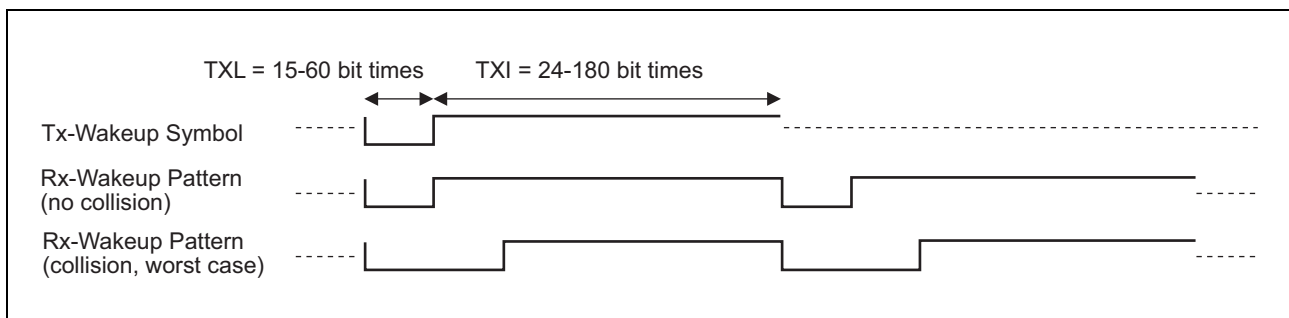 TXL = 15-60 bit times
TXI = 24-180 bit times
Tx-Wakeup Symbol
Rx-Wakeup Pattern
(no collision)
Rx-Wakeup Pattern
(collision, worst case)